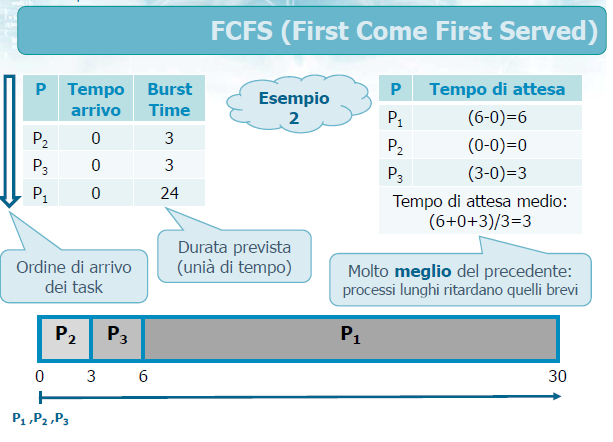 FCFS (First Come First Served)
P Tempo arrivo Burst Time
P2 0 3
P3 0 3
P1 0 24
Esempio
2
P Tempo di attesa
P1 (6-0)=6
P2 (0-0)=0
P3 (3-0)=3
Tempo di attesa medio:
(6+0+3)/3=3
Ordine di arrivo
dei task
Durata prevista
(unià di tempo)
Molto meglio del precedente:
processi lunghi ritardano quelli brevi
P2 P3 P1
0 3 6 30
P1 ,P2 ,P3